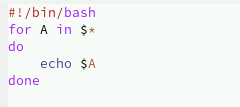 #!/bin/bash
for A in $*
do
    echo $A
done